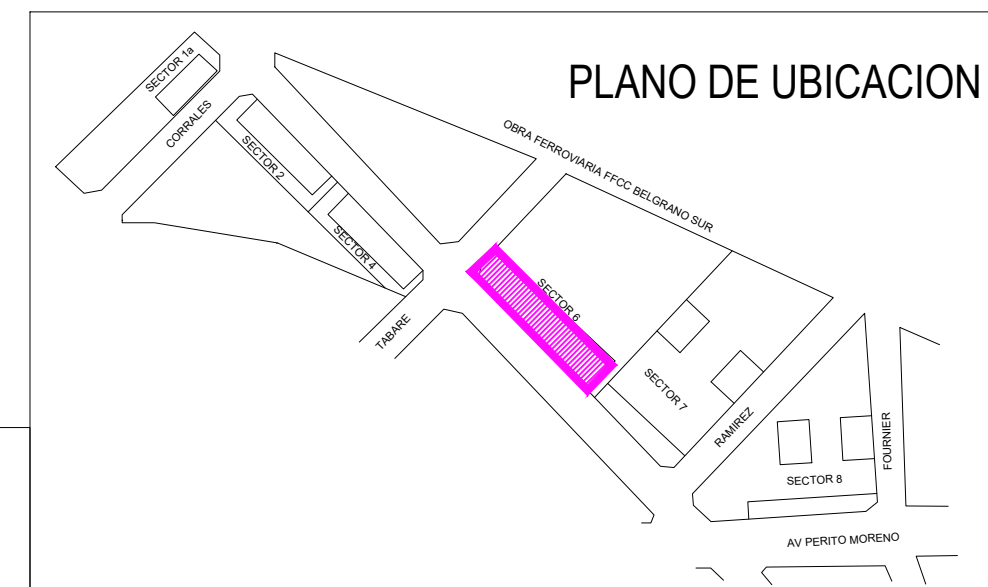 PLANO DE UBICACION
SECTOR 1a
CORRALES
OBRA FERROVIARIA FFCC BELGRANO SUR
SECTOR 2
SECTOR 4
SECTOR 6
TABARE
SECTOR 7
RAMIREZ
FOURNIER
SECTOR 8
AV PERITO MORENO